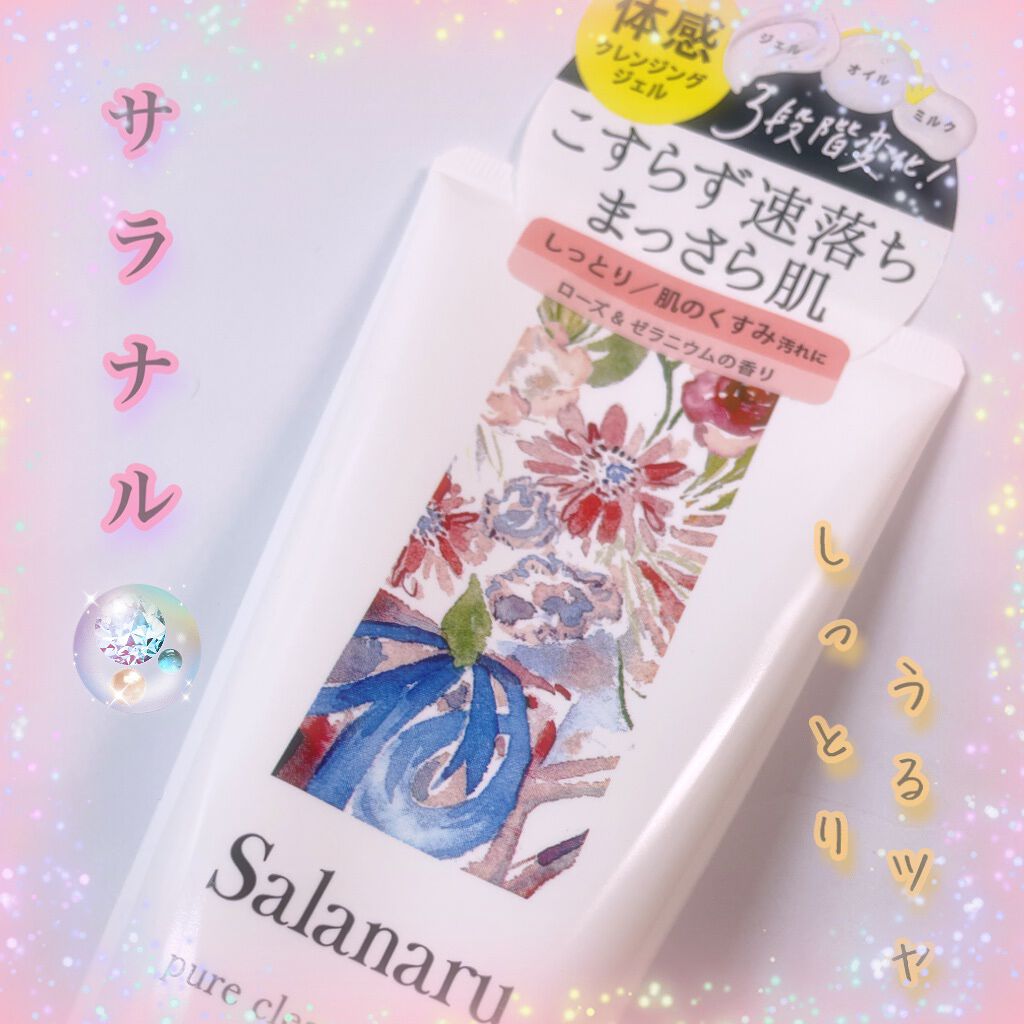 体感
クレンジング
ジェル
ジェル
オイル
ミルク
3段階変化!
こすらず速落ち
まっさら肌
しっとり/肌のくすみ汚れに
ローズ&ゼラニウムの香り
サラナル
しっとり
うるツヤ
Salanaru
pure